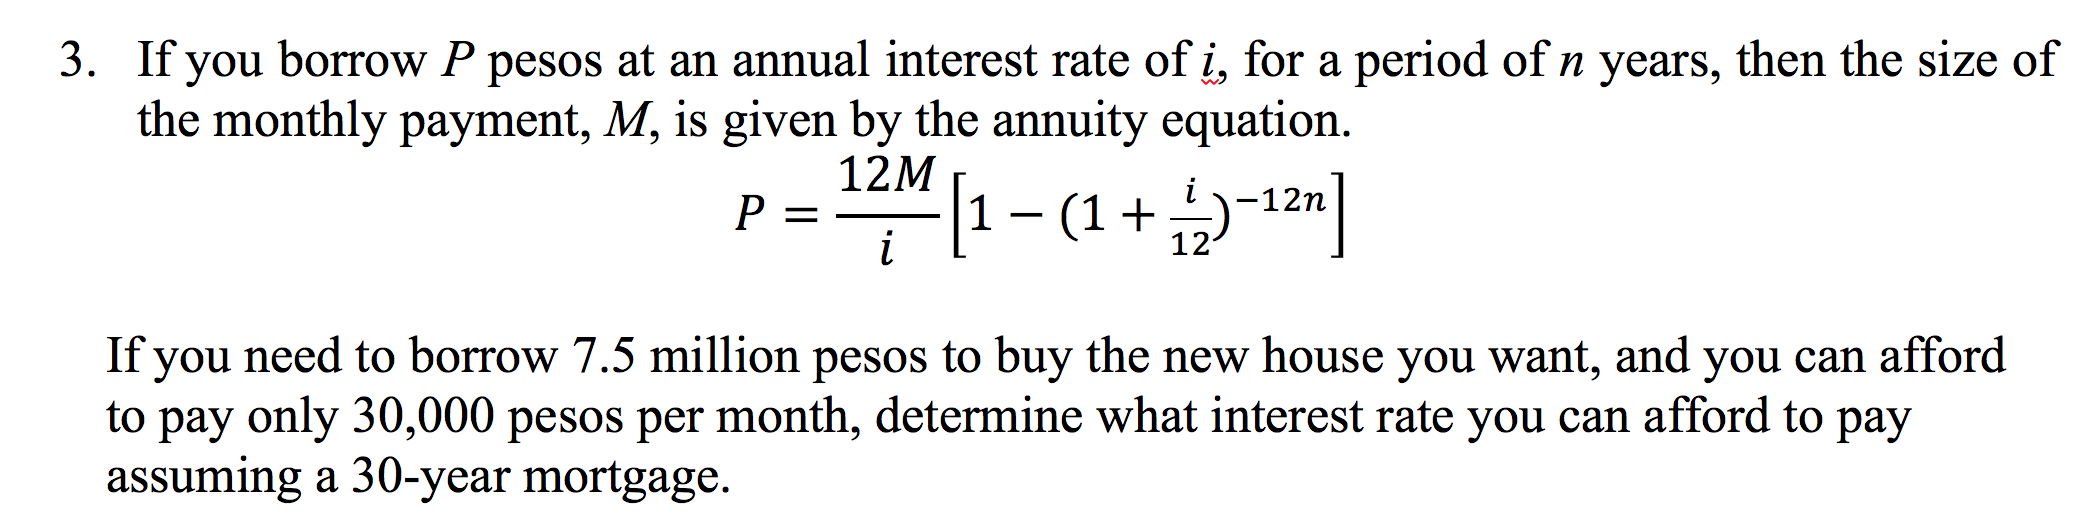 3. If you borrow P pesos at an annual interest rate of i, for a period of n years, then the size of
the monthly payment, M, is given by the annuity equation.
P = \frac{12M}{i} [1 − (1 + \frac{i}{12})^{−12n}]
If you need to borrow 7.5 million pesos to buy the new house you want, and you can afford
to pay only 30,000 pesos per month, determine what interest rate you can afford to pay
assuming a 30-year mortgage.